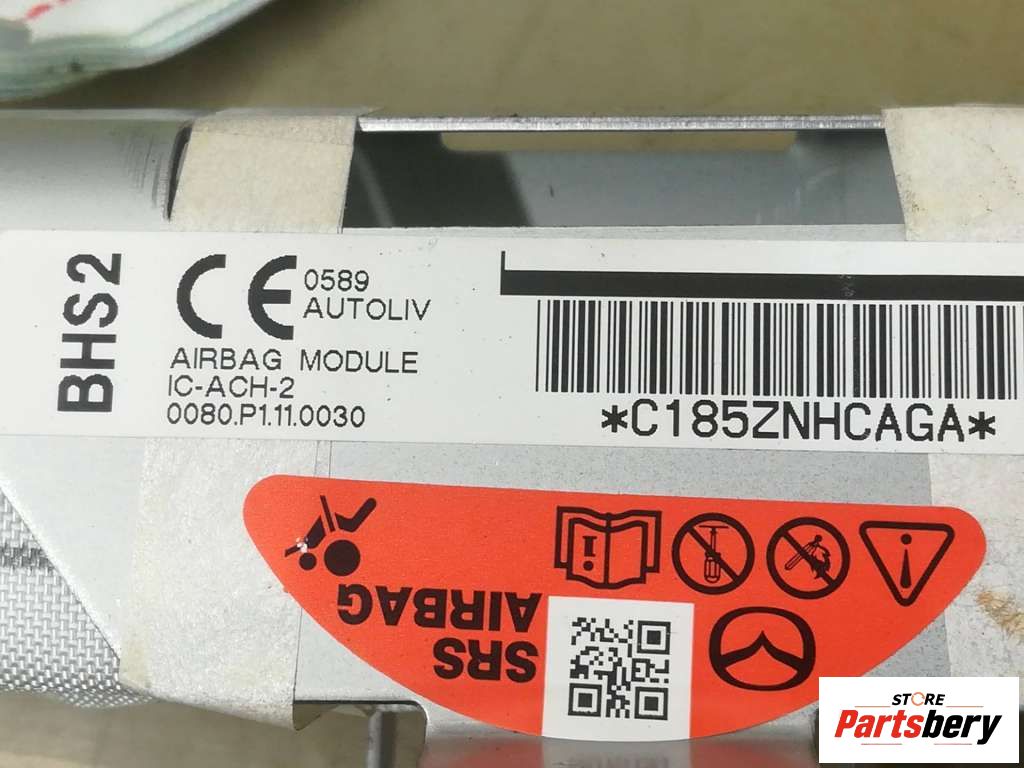 BHS2
CE 0589
AUTOLIV
AIRBAG MODULE
IC-ACH-2
0080.P1.11.0030
*C185ZNHCAGA*
SRS
AIRBAG
STORE
Partsbery